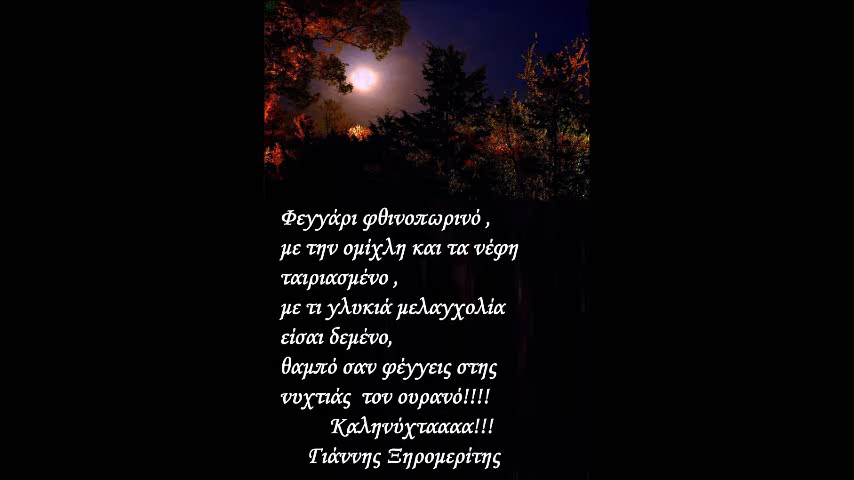 Φεγγάρι φθινοπωρινό ,
με την ομίχλη και τα νέφη
ταιριασμένο ,
με τι γλυκιά μελαγχολία
είσαι δεμένο,
θαμπό σαν φέγγεις στης
νυχτιάς τον ουρανό!!!!
Καληνύχταααα!!!
Γιάννης Ξηρομερίτης